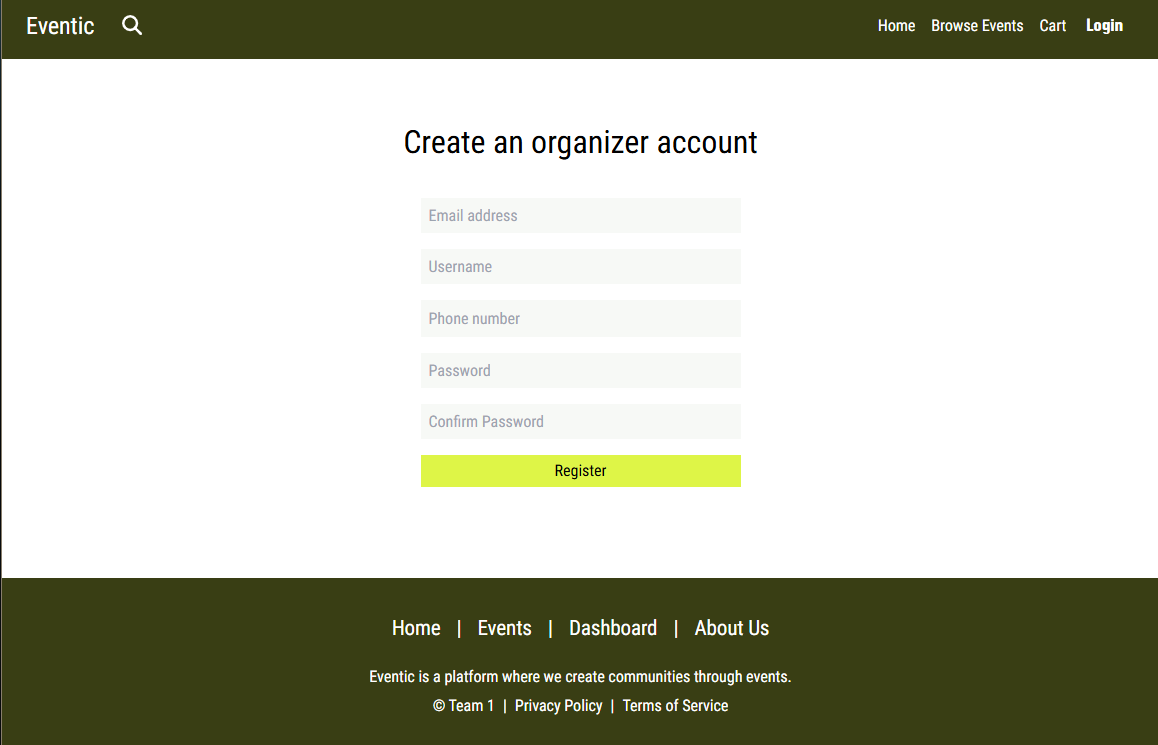 Eventic Home Browse Events Cart Login
Create an organizer account
Email address
Username
Phone number
Password
Confirm Password
Register
Home | Events | Dashboard | About Us
Eventic is a platform where we create communities through events.
© Team 1 | Privacy Policy | Terms of Service